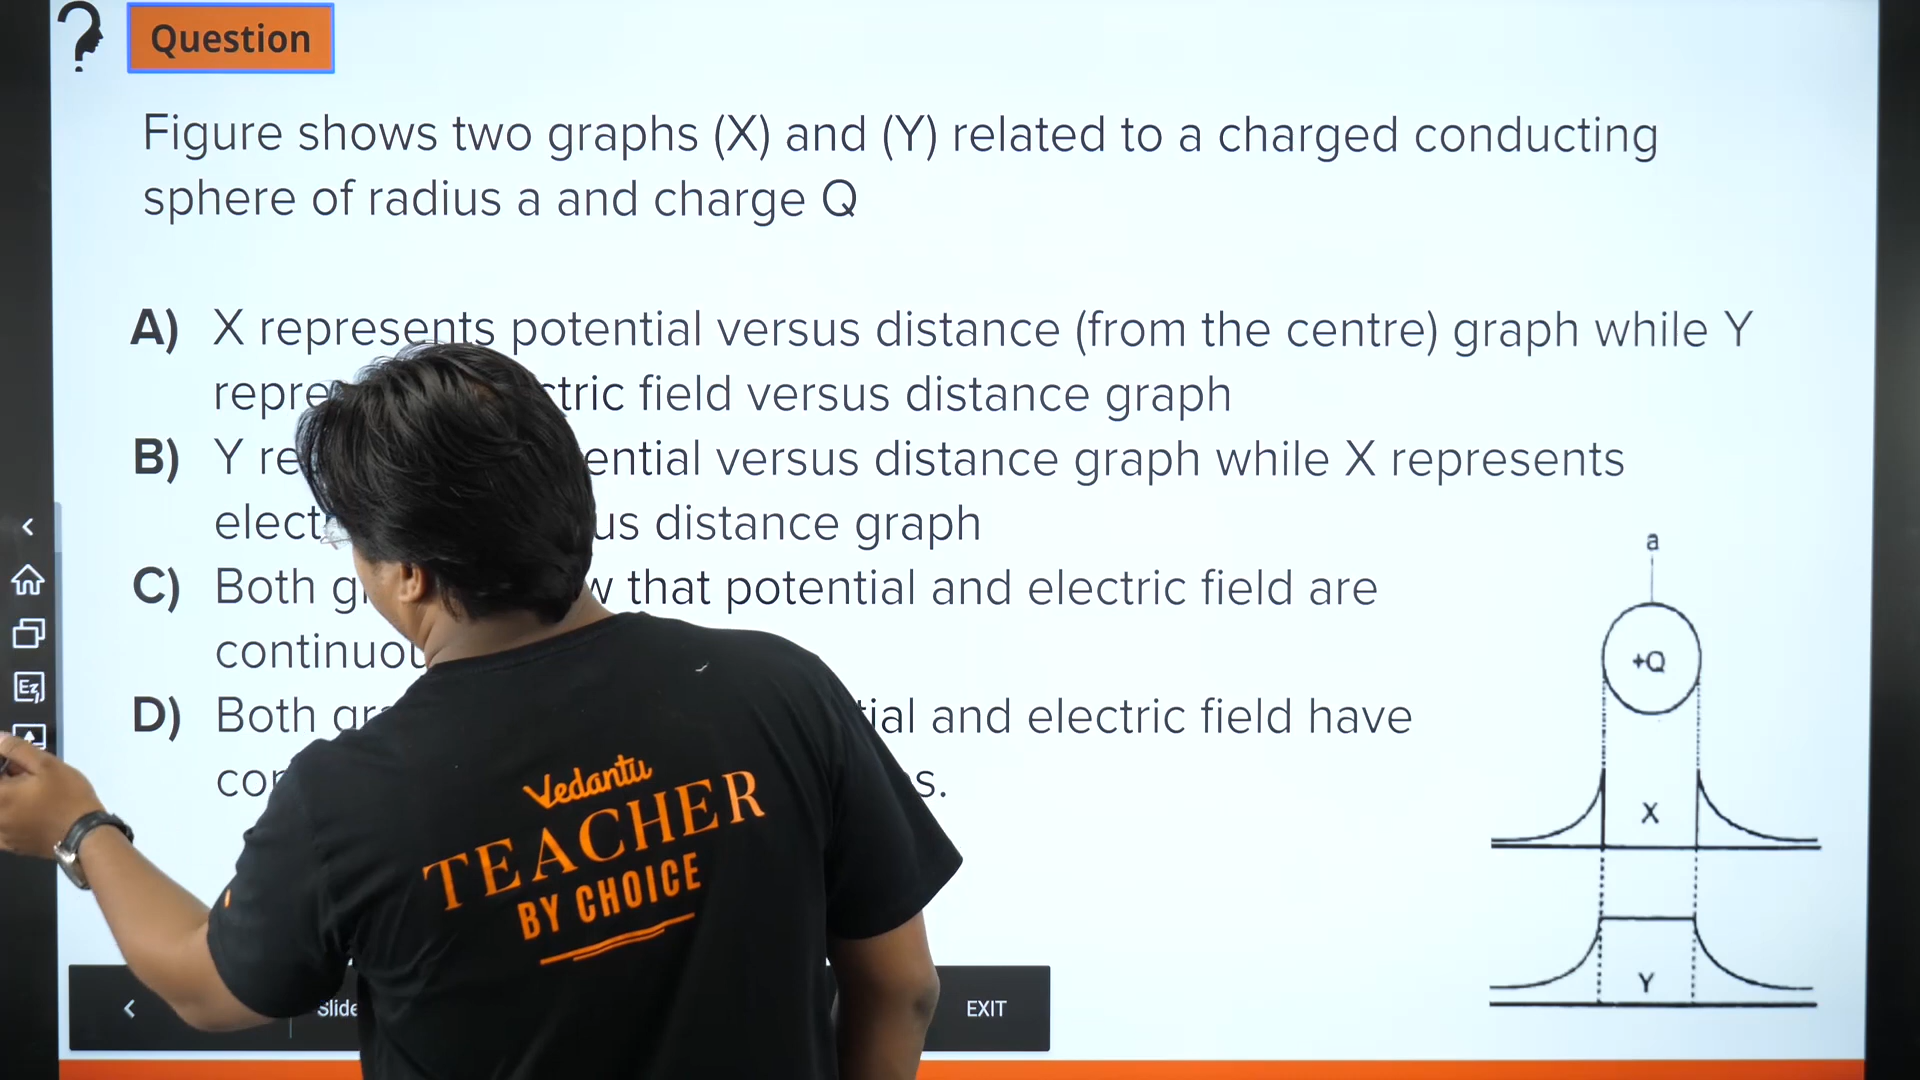 Question
Figure shows two graphs (X) and (Y) related to a charged conducting
sphere of radius a and charge Q
A) X represents potential versus distance (from the centre) graph while Y
repre tric field versus distance graph
B) Y re ential versus distance graph while X represents
elect us distance graph
C) Both g w that potential and electric field are
continuou
D) Both gra ial and electric field have
con s.
a
+Q
X
Y
Vedantu
TEACHER
BY CHOICE
Slide
EXIT